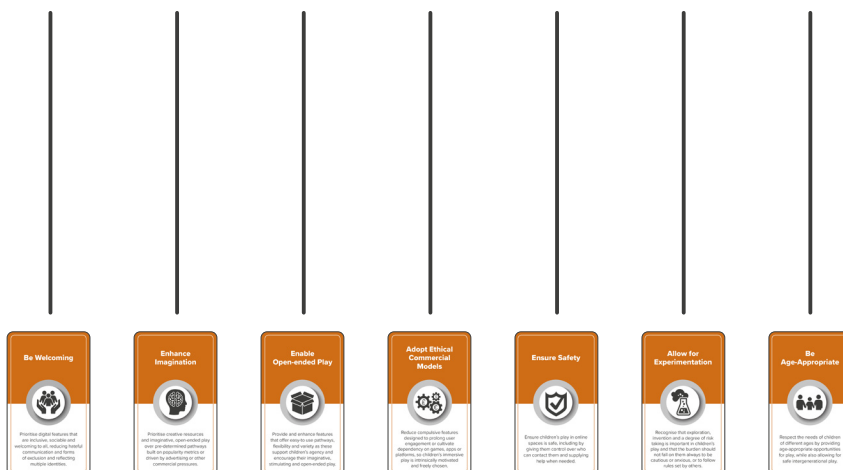 Be Welcoming
Prioritise digital features that
are inclusive, sociable and
welcoming to all, reducing hateful
communication and forms
of exclusion and reflecting
multiple identities.
Enhance
Imagination
Prioritise creative resources
and imaginative, open-ended play
over pre-determined pathways
built on popularity metrics or
driven by advertising or other
commercial pressures.
Enable
Open-ended Play
Provide and enhance features
that offer easy-to-use pathways,
flexibility and variety as these
support children's agency and
encourage their imaginative,
stimulating and open-ended play.
Adopt Ethical
Commercial
Models
Reduce compulsive features
designed to prolong user
engagement or cultivate
dependency on games, apps or
platforms, so children's immersive
play is intrinsically motivated
and freely chosen.
Ensure Safety
Ensure children's play in online
spaces is safe, including by
giving them control over who
can contact them and supplying
help when needed.
Allow for
Experimentation
Recognise that exploration,
invention and a degree of risk
taking is important in children's
play and that the burden should
not fall on them always to be
cautious or anxious, or to follow
rules set by others.
Be
Age-Appropriate
Respect the needs of children
of different ages by providing
age-appropriate opportunities
for play, while also allowing for
safe intergenerational play.